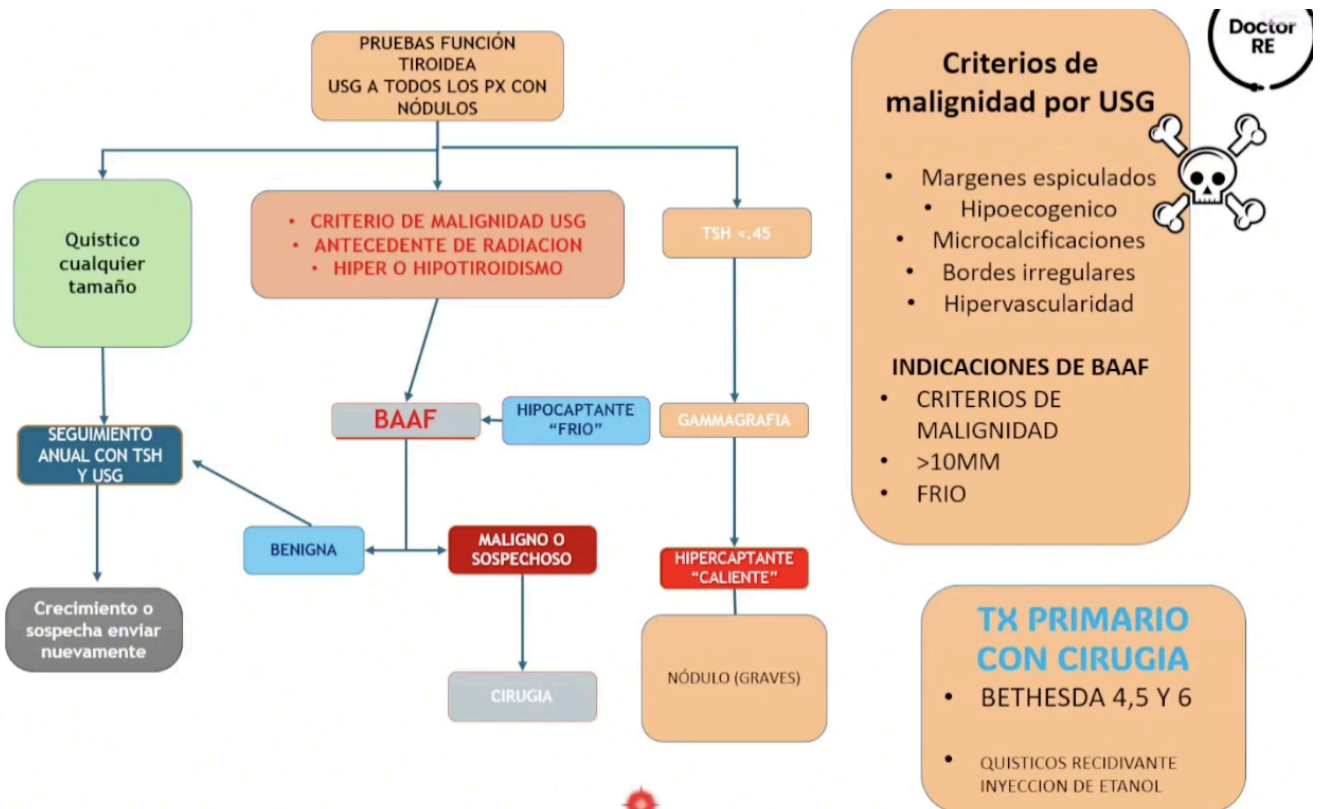 PRUEBAS FUNCIÓN
TIROIDEA
USG A TODOS LOS PX CON
NÓDULOS
Quistico
cualquier
tamaño
• CRITERIO DE MALIGNIDAD USG
• ANTECEDENTE DE RADIACION
• HIPER O HIPOTIROIDISMO
TSH <.45
BAAF
HIPOCAPTANTE
“FRIO”
GAMMAGRAFIA
SEGUIMIENTO
ANUAL CON TSH
Y USG
BENIGNA
MALIGNO O
SOSPECHOSO
HIPERCAPTANTE
“CALIENTE”
Crecimiento o
sospecha enviar
nuevamente
CIRUGIA
NÓDULO (GRAVES)
Doctor
RE
Criterios de
malignidad por USG
• Margenes espiculados
• Hipoecogenico
• Microcalcificaciones
• Bordes irregulares
• Hipervascularidad
INDICACIONES DE BAAF
• CRITERIOS DE
MALIGNIDAD
• >10MM
• FRIO
TX PRIMARIO
CON CIRUGIA
• BETHESDA 4,5 Y 6
• QUISTICOS RECIDIVANTE
INYECCION DE ETANOL